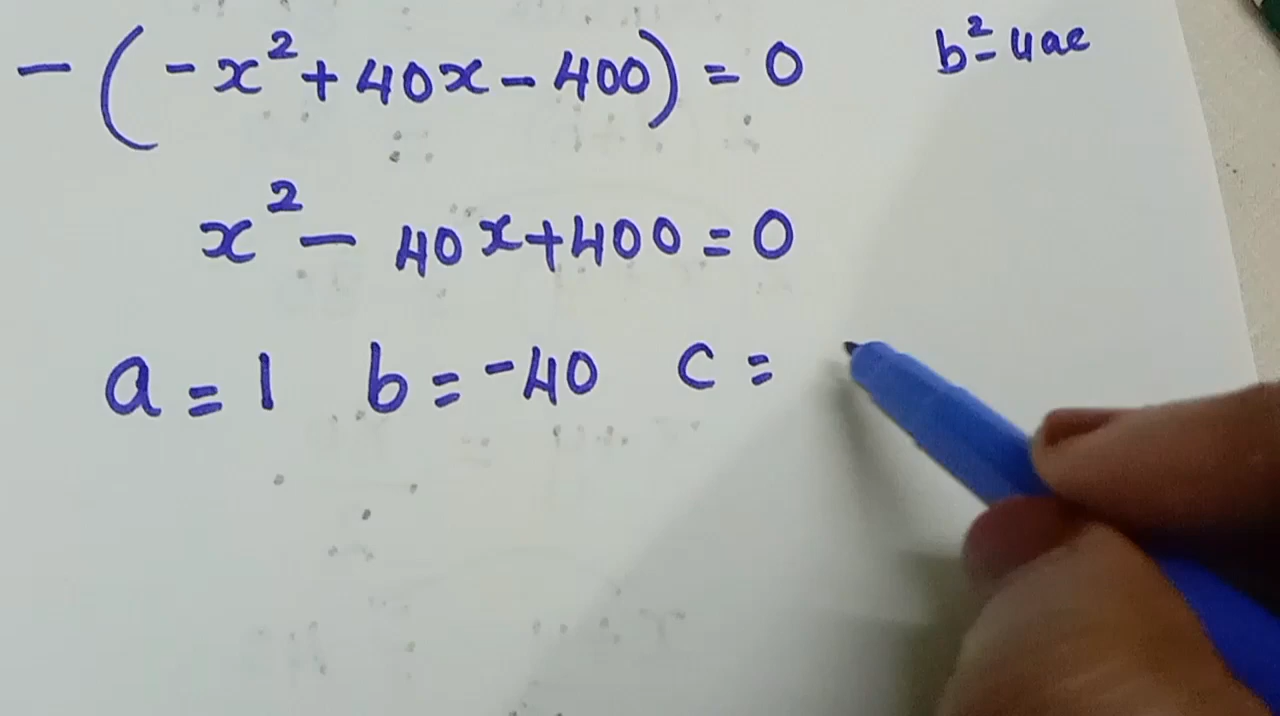 -(-x²+40x-400)=0
b²-4ac
x²-40x+400=0
a=1 b=-40 c=